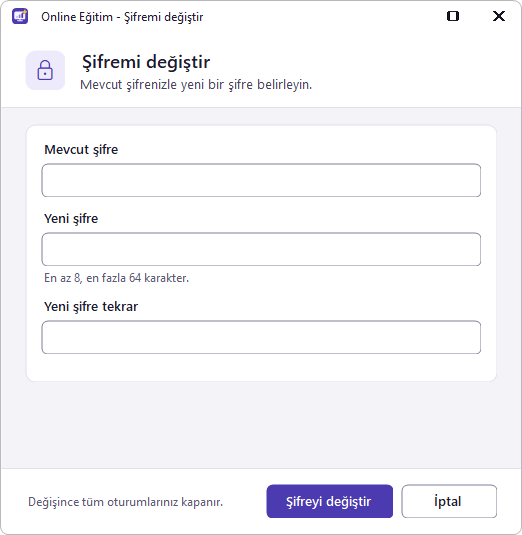 Online Eğitim - Şifremi değiştir
Şifremi değiştir
Mevcut şifrenizle yeni bir şifre belirleyin.
Mevcut şifre
Yeni şifre
En az 8, en fazla 64 karakter.
Yeni şifre tekrar
Değişince tüm oturumlarınız kapanır.
Şifreyi değiştir
İptal